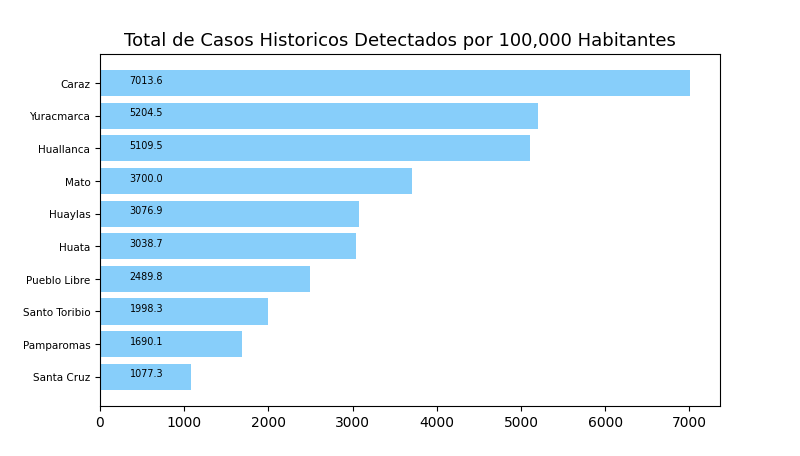 Total de Casos Historicos Detectados por 100,000 Habitantes
Caraz 7013.6
Yuracmarca 5204.5
Huallanca 5109.5
Mato 3700.0
Huaylas 3076.9
Huata 3038.7
Pueblo Libre 2489.8
Santo Toribio 1998.3
Pamparomas 1690.1
Santa Cruz 1077.3
0 1000 2000 3000 4000 5000 6000 7000